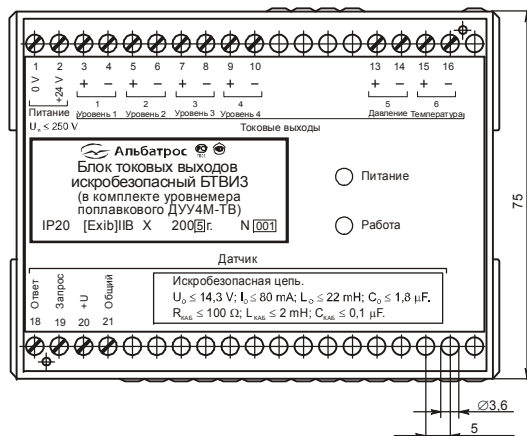 1 2 3 4 5 6 7 8 9 10 13 14 15 16
0 V +24 V + − + − + − + − + − + −
1 2 3 4 5 6
Питание Уровень 1 Уровень 2 Уровень 3 Уровень 4 Давление Температура
U₀ ≤ 250 V Токовые выходы
Альбатрос
Блок токовых выходов
искробезопасный БТВИ3
(в комплекте уровнемера
поплавкового ДУУ4М-ТВ)
IP20 [Exib]IIB X 2005г. N 001
Питание
Работа
75
Датчик
Ответ Запрос +U Общий
18 19 20 21
Искробезопасная цепь.
U₀ ≤ 14,3 V; I₀ ≤ 80 mA; L₀ ≤ 22 mH; C₀ ≤ 1,8 μF.
Rкаб ≤ 100 Ω; Lкаб ≤ 2 mH; Cкаб ≤ 0,1 μF.
∅3,6
5